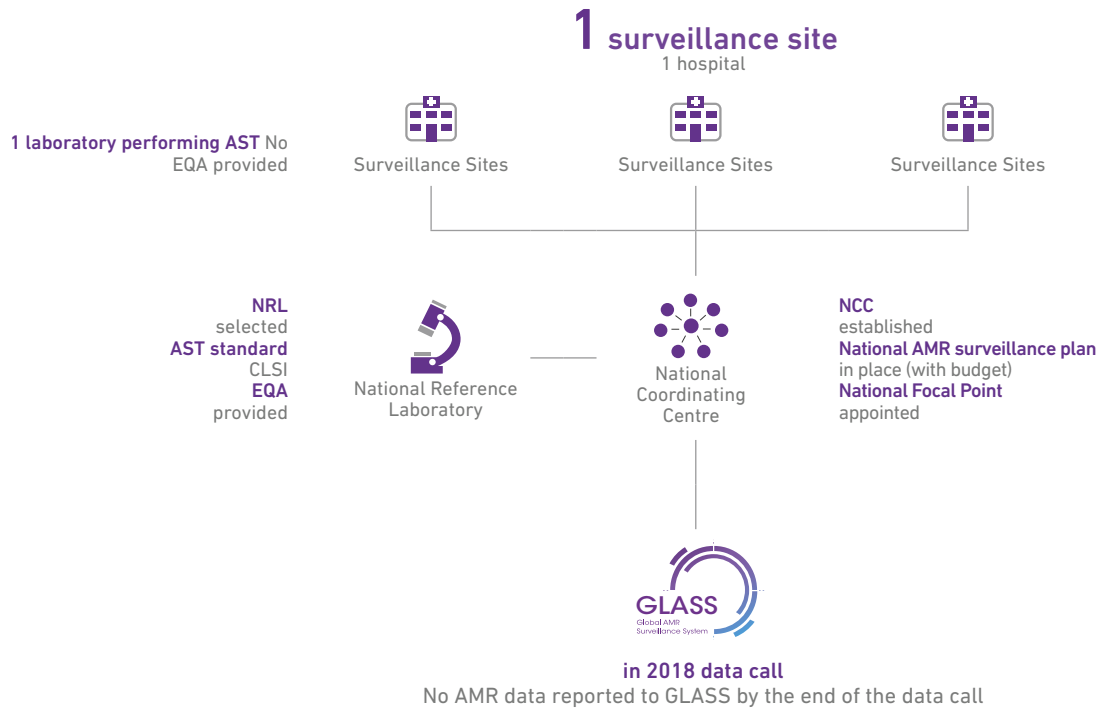 1 surveillance site
1 hospital
1 laboratory performing AST No
EQA provided
Surveillance Sites
Surveillance Sites
Surveillance Sites
NRL
selected
AST standard
CLSI
EQA
provided
National Reference
Laboratory
National
Coordinating
Centre
NCC
established
National AMR surveillance plan
in place (with budget)
National Focal Point
appointed
GLASS
Global AMR
Surveillance System
in 2018 data call
No AMR data reported to GLASS by the end of the data call